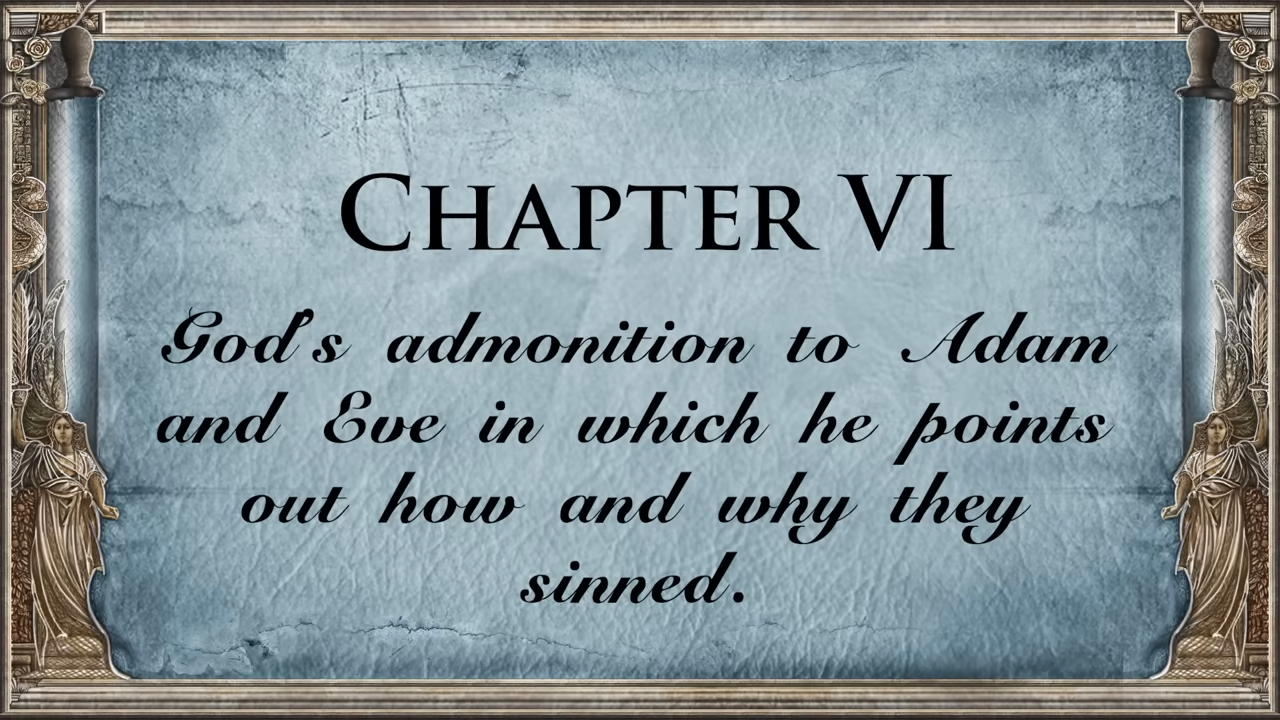 CHAPTER VI
God's admonition to Adam
and Eve in which he points
out how and why they
sinned.